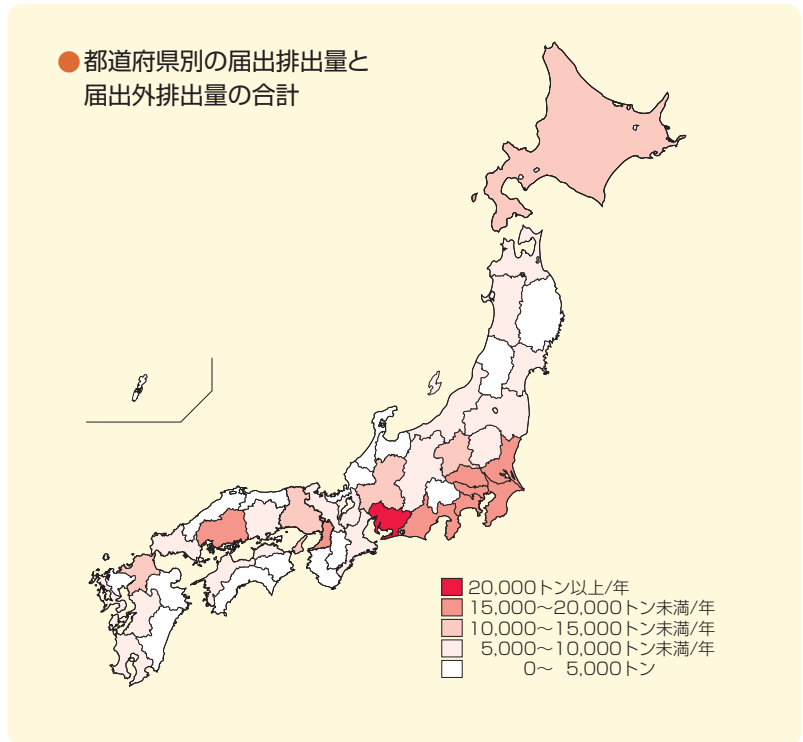 ●都道府県別の届出排出量と
届出外排出量の合計
20,000トン以上/年
15,000〜20,000トン未満/年
10,000〜15,000トン未満/年
5,000〜10,000トン未満/年
0〜 5,000トン